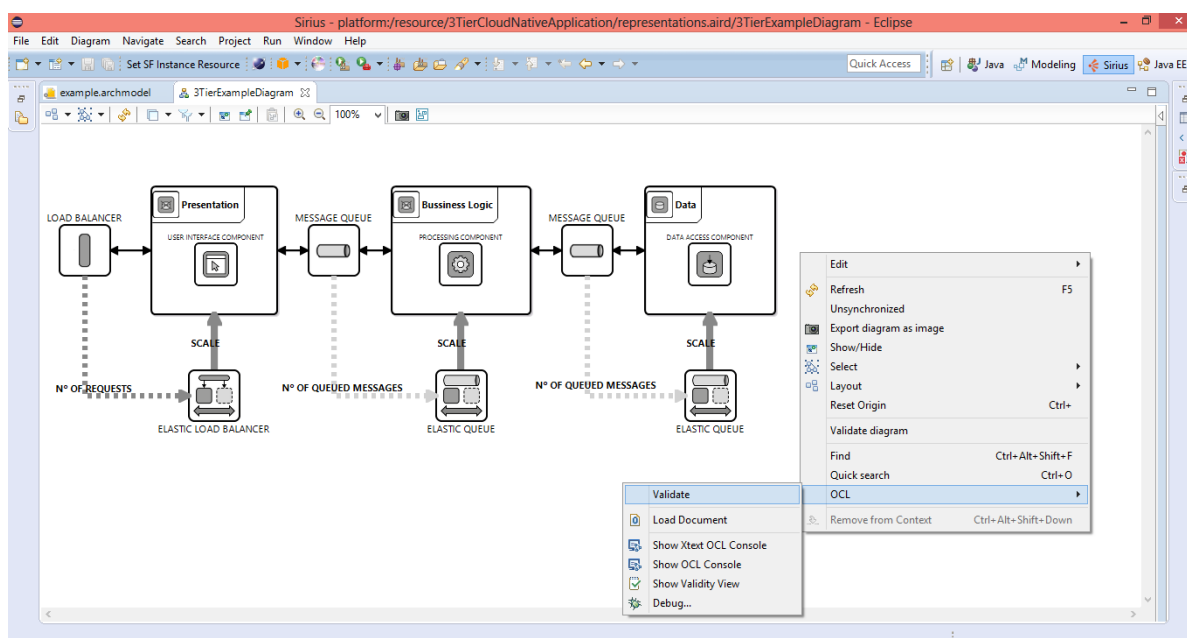 Sirius - platform:/resource/3TierCloudNativeApplication/representations.aird/3TierExampleDiagram - Eclipse
File Edit Diagram Navigate Search Project Run Window Help
Set SF Instance Resource Quick Access Java Modeling Sirius Java EE
example.archmodel 3TierExampleDiagram
100%
Presentation Bussiness Logic Data
LOAD BALANCER MESSAGE QUEUE MESSAGE QUEUE
USER INTERFACE COMPONENT PROCESSING COMPONENT DATA ACCESS COMPONENT
SCALE SCALE SCALE
Nº OF REQUESTS Nº OF QUEUED MESSAGES Nº OF QUEUED MESSAGES
ELASTIC LOAD BALANCER ELASTIC QUEUE ELASTIC QUEUE
Edit
Refresh F5
Unsynchronized
Export diagram as image
Show/Hide
Select
Layout
Reset Origin Ctrl+
Validate diagram
Find Ctrl+Alt+Shift+F
Quick search Ctrl+O
OCL
Remove from Context Ctrl+Alt+Shift+Down
Validate
Load Document
Show Xtext OCL Console
Show OCL Console
Show Validity View
Debug...